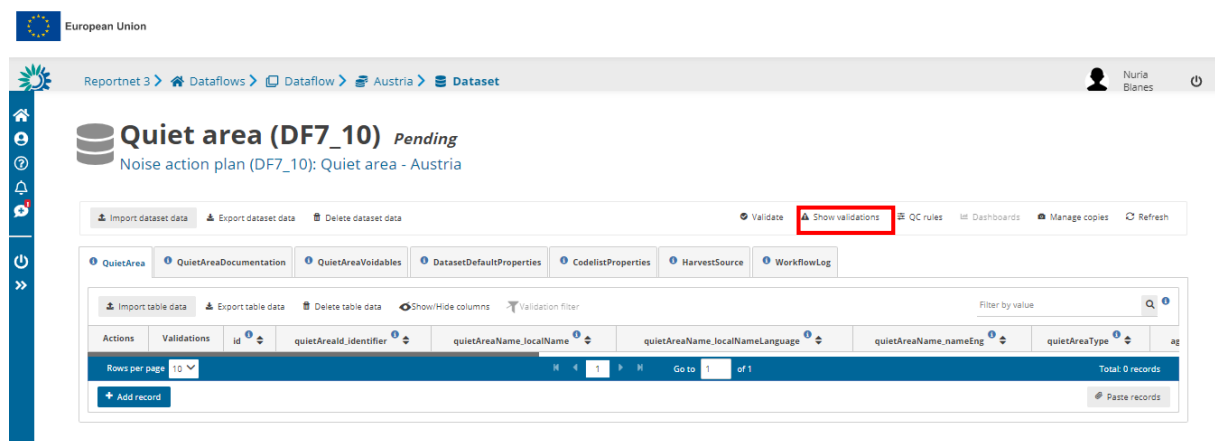 European Union
Reportnet 3 Dataflows Dataflow Austria Dataset
Nuria
Blanes
Quiet area (DF7_10) Pending
Noise action plan (DF7_10): Quiet area - Austria
Import dataset data Export dataset data Delete dataset data Validate Show validations QC rules Dashboards Manage copies Refresh
QuietArea QuietAreaDocumentation QuietAreaVoidables DatasetDefaultProperties CodelistProperties HarvestSource WorkflowLog
Import table data Export table data Delete table data Show/Hide columns Validation filter Filter by value
Actions Validations id quietAreaId_identifier quietAreaName_localName quietAreaName_localNameLanguage quietAreaName_nameEng quietAreaType ag
Rows per page 10 1 Go to 1 of 1 Total: 0 records
+ Add record Paste records